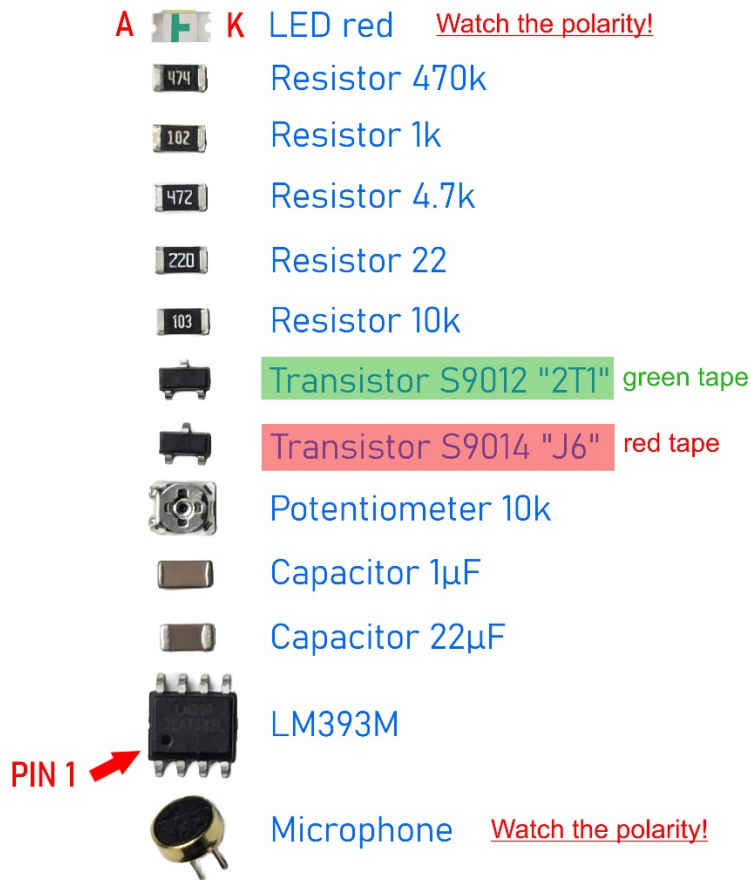 A K LED red Watch the polarity!
474 Resistor 470k
102 Resistor 1k
472 Resistor 4.7k
220 Resistor 22
103 Resistor 10k
Transistor S9012 "2T1" green tape
Transistor S9014 "J6" red tape
Potentiometer 10k
Capacitor 1µF
Capacitor 22µF
LM393M
PIN 1
Microphone Watch the polarity!